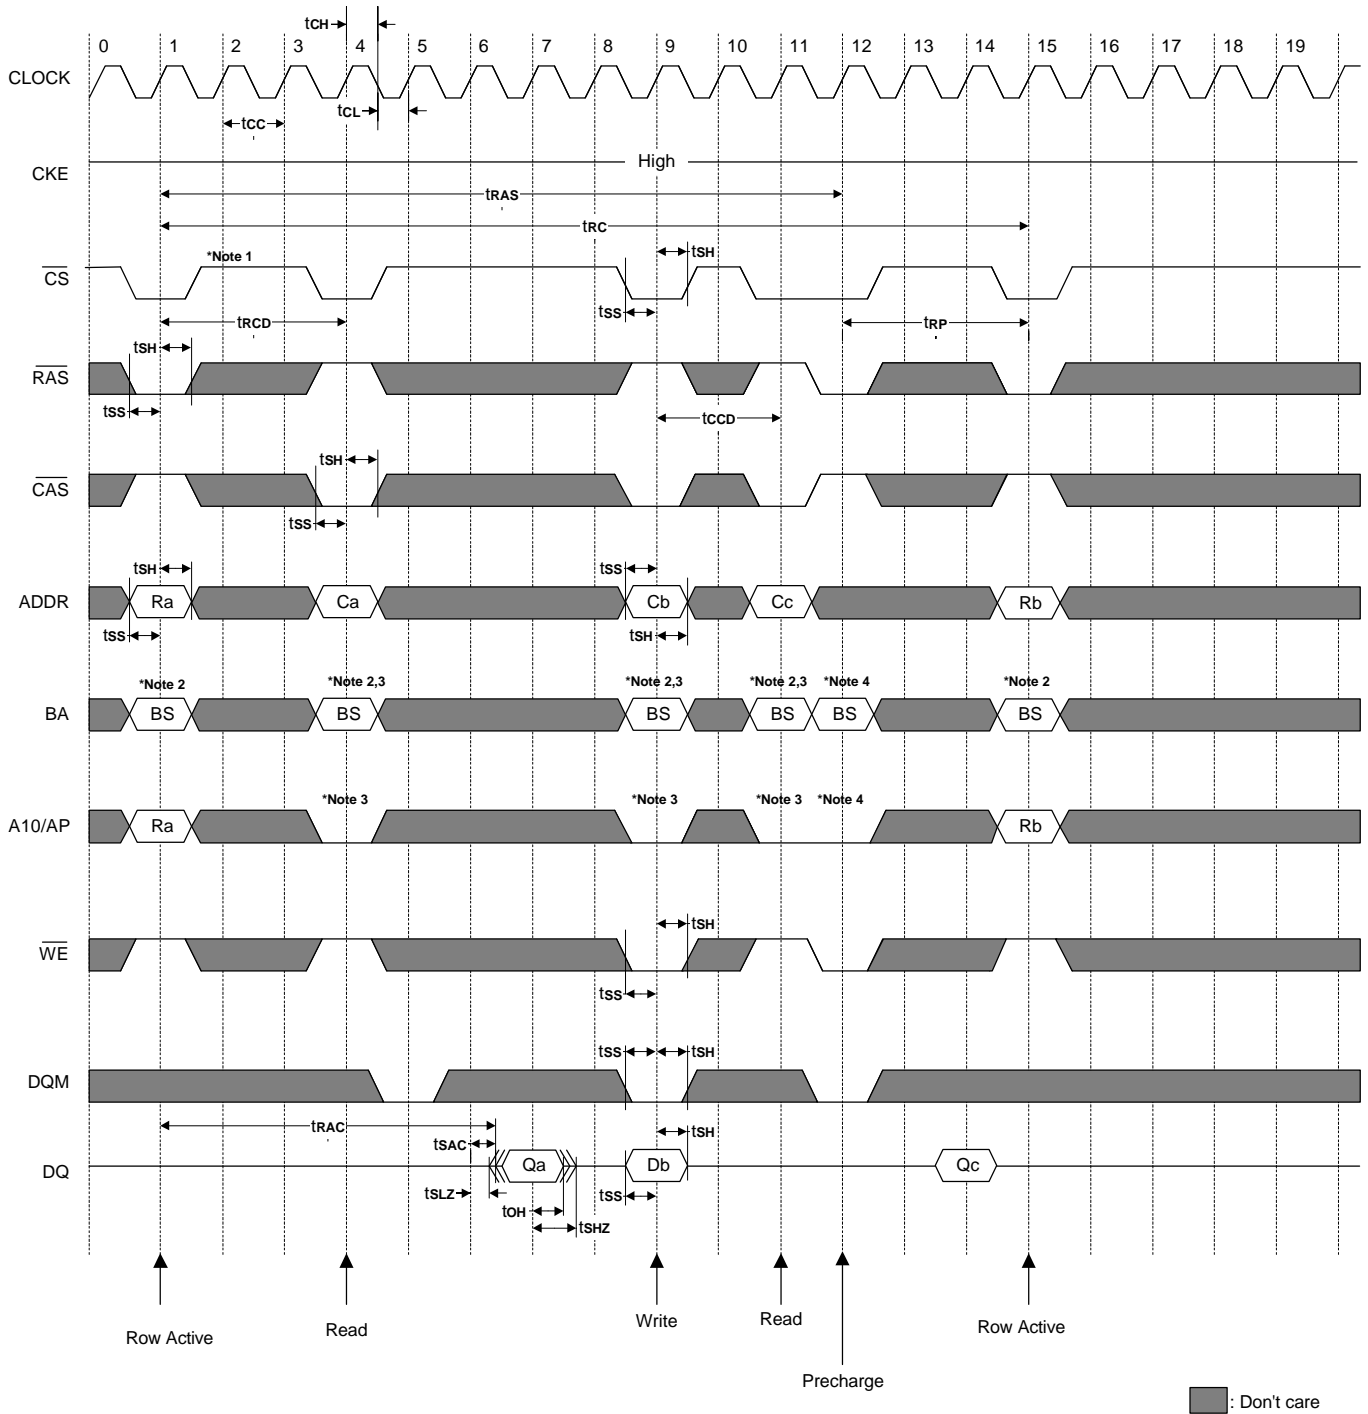 tCH
0 1 2 3 4 5 6 7 8 9 10 11 12 13 14 15 16 17 18 19
CLOCK
tCL
tCC
High
CKE
tRAS
tRC
*Note 1 tSH
CS
tSS
tRCD tRP
tSH
RAS
tSS tCCD
tSH
CAS
tSS
tSH tSS
ADDR Ra Ca Cb Cc Rb
tSS tSH
*Note 2 *Note 2,3 *Note 2,3 *Note 2,3 *Note 4 *Note 2
BA BS BS BS BS BS BS
*Note 3 *Note 3 *Note 3 *Note 4
A10/AP Ra Rb
tSH
WE
tSS
tSS tSH
DQM
tRAC
tSAC tSH
DQ Qa Db Qc
tSLZ tSS
tOH
tSHZ
Row Active Read Write Read Row Active
Precharge
: Don't care